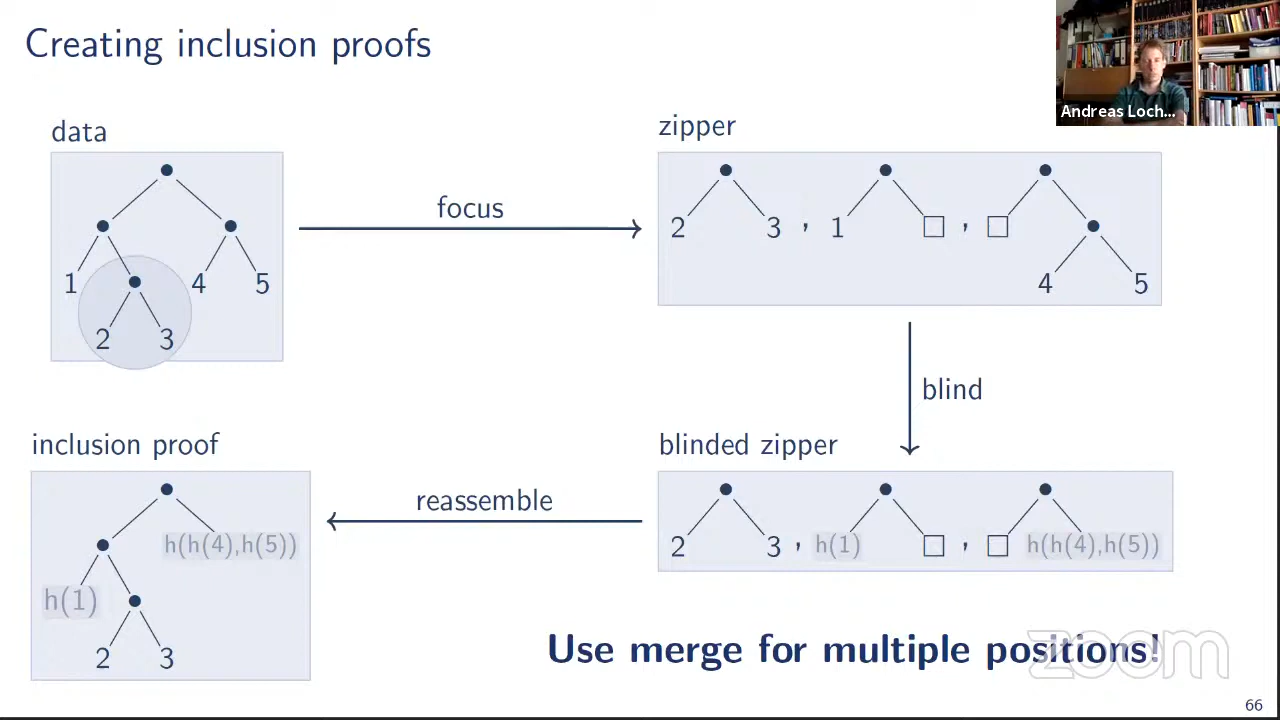 Creating inclusion proofs
Andreas Loch...
data
1
4
5
2
3
focus
zipper
2
3
,
1
□
,
□
4
5
blind
blinded zipper
2
3
,
h(1)
□
,
□
h(h(4),h(5))
reassemble
inclusion proof
h(h(4),h(5))
h(1)
2
3
Use merge for multiple positions!
zoom
66